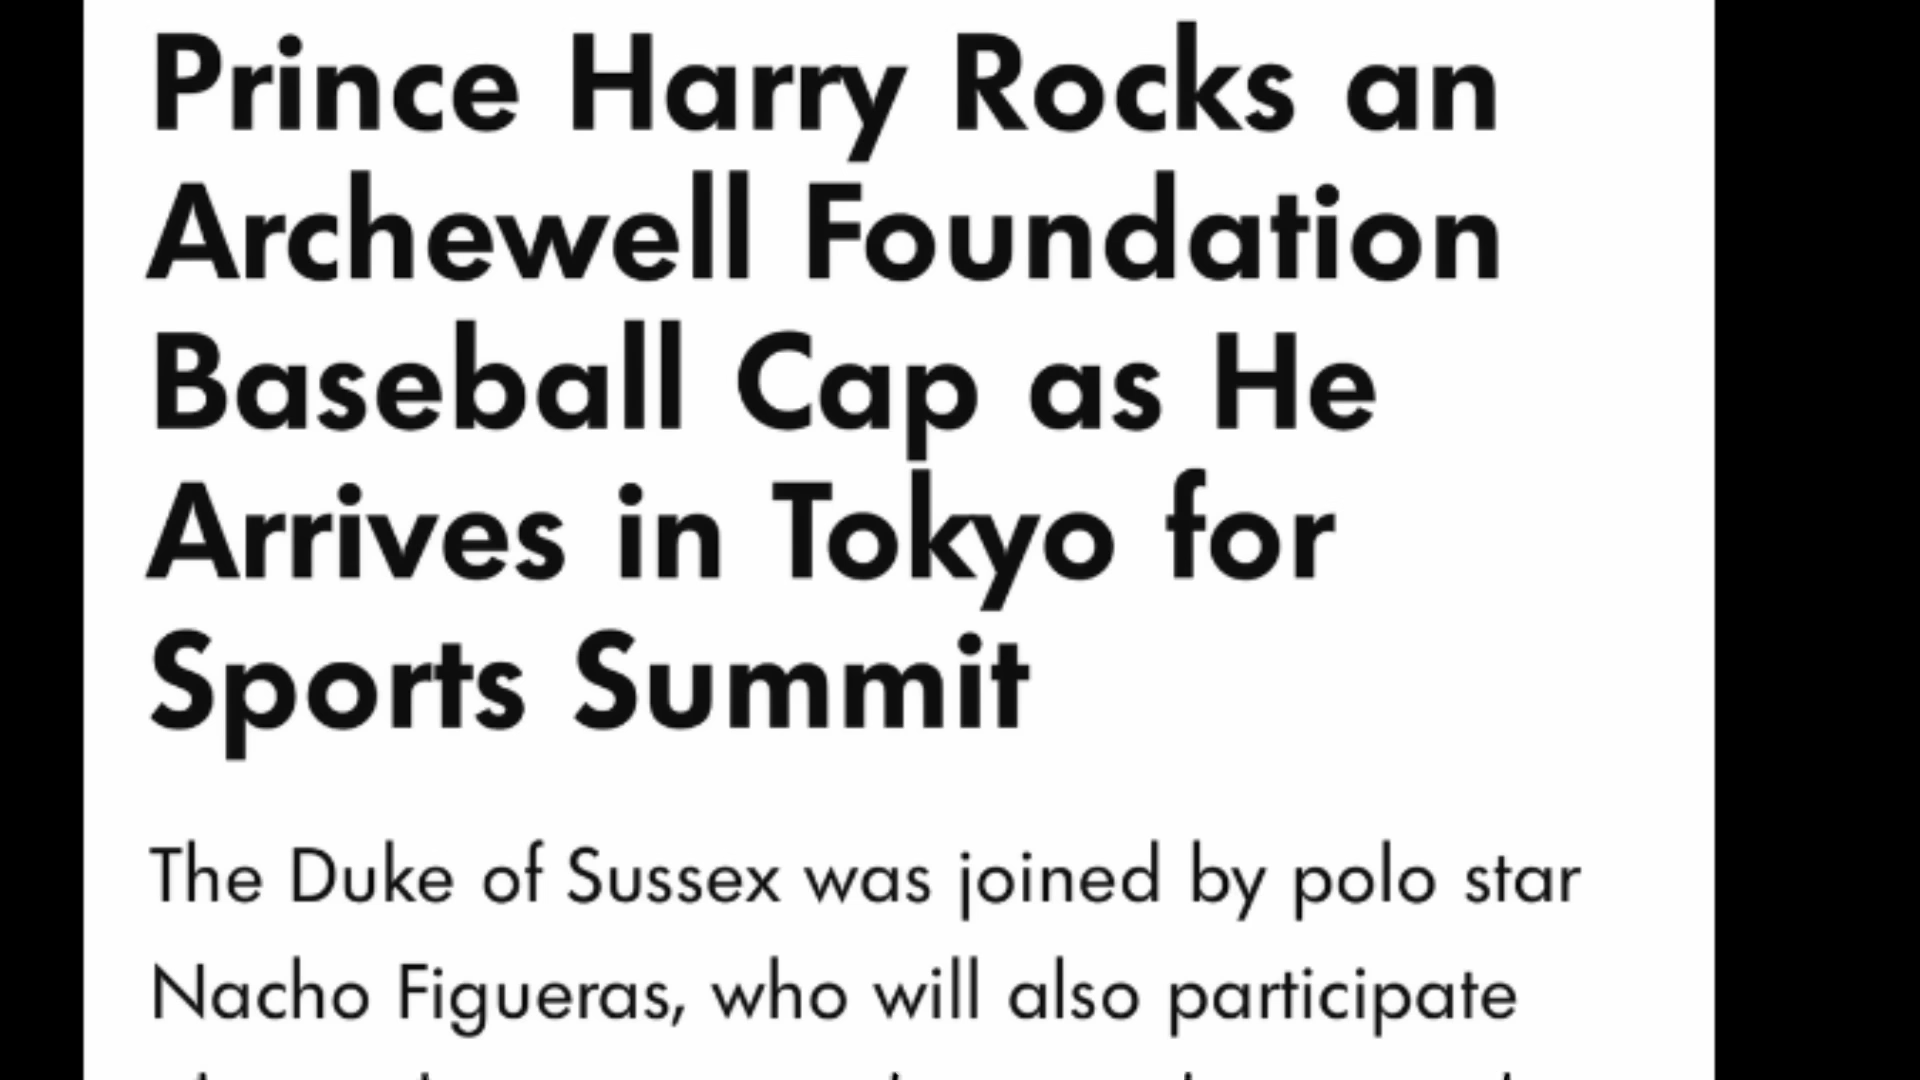 Prince Harry Rocks an
Archewell Foundation
Baseball Cap as He
Arrives in Tokyo for
Sports Summit
The Duke of Sussex was joined by polo star
Nacho Figueras, who will also participate